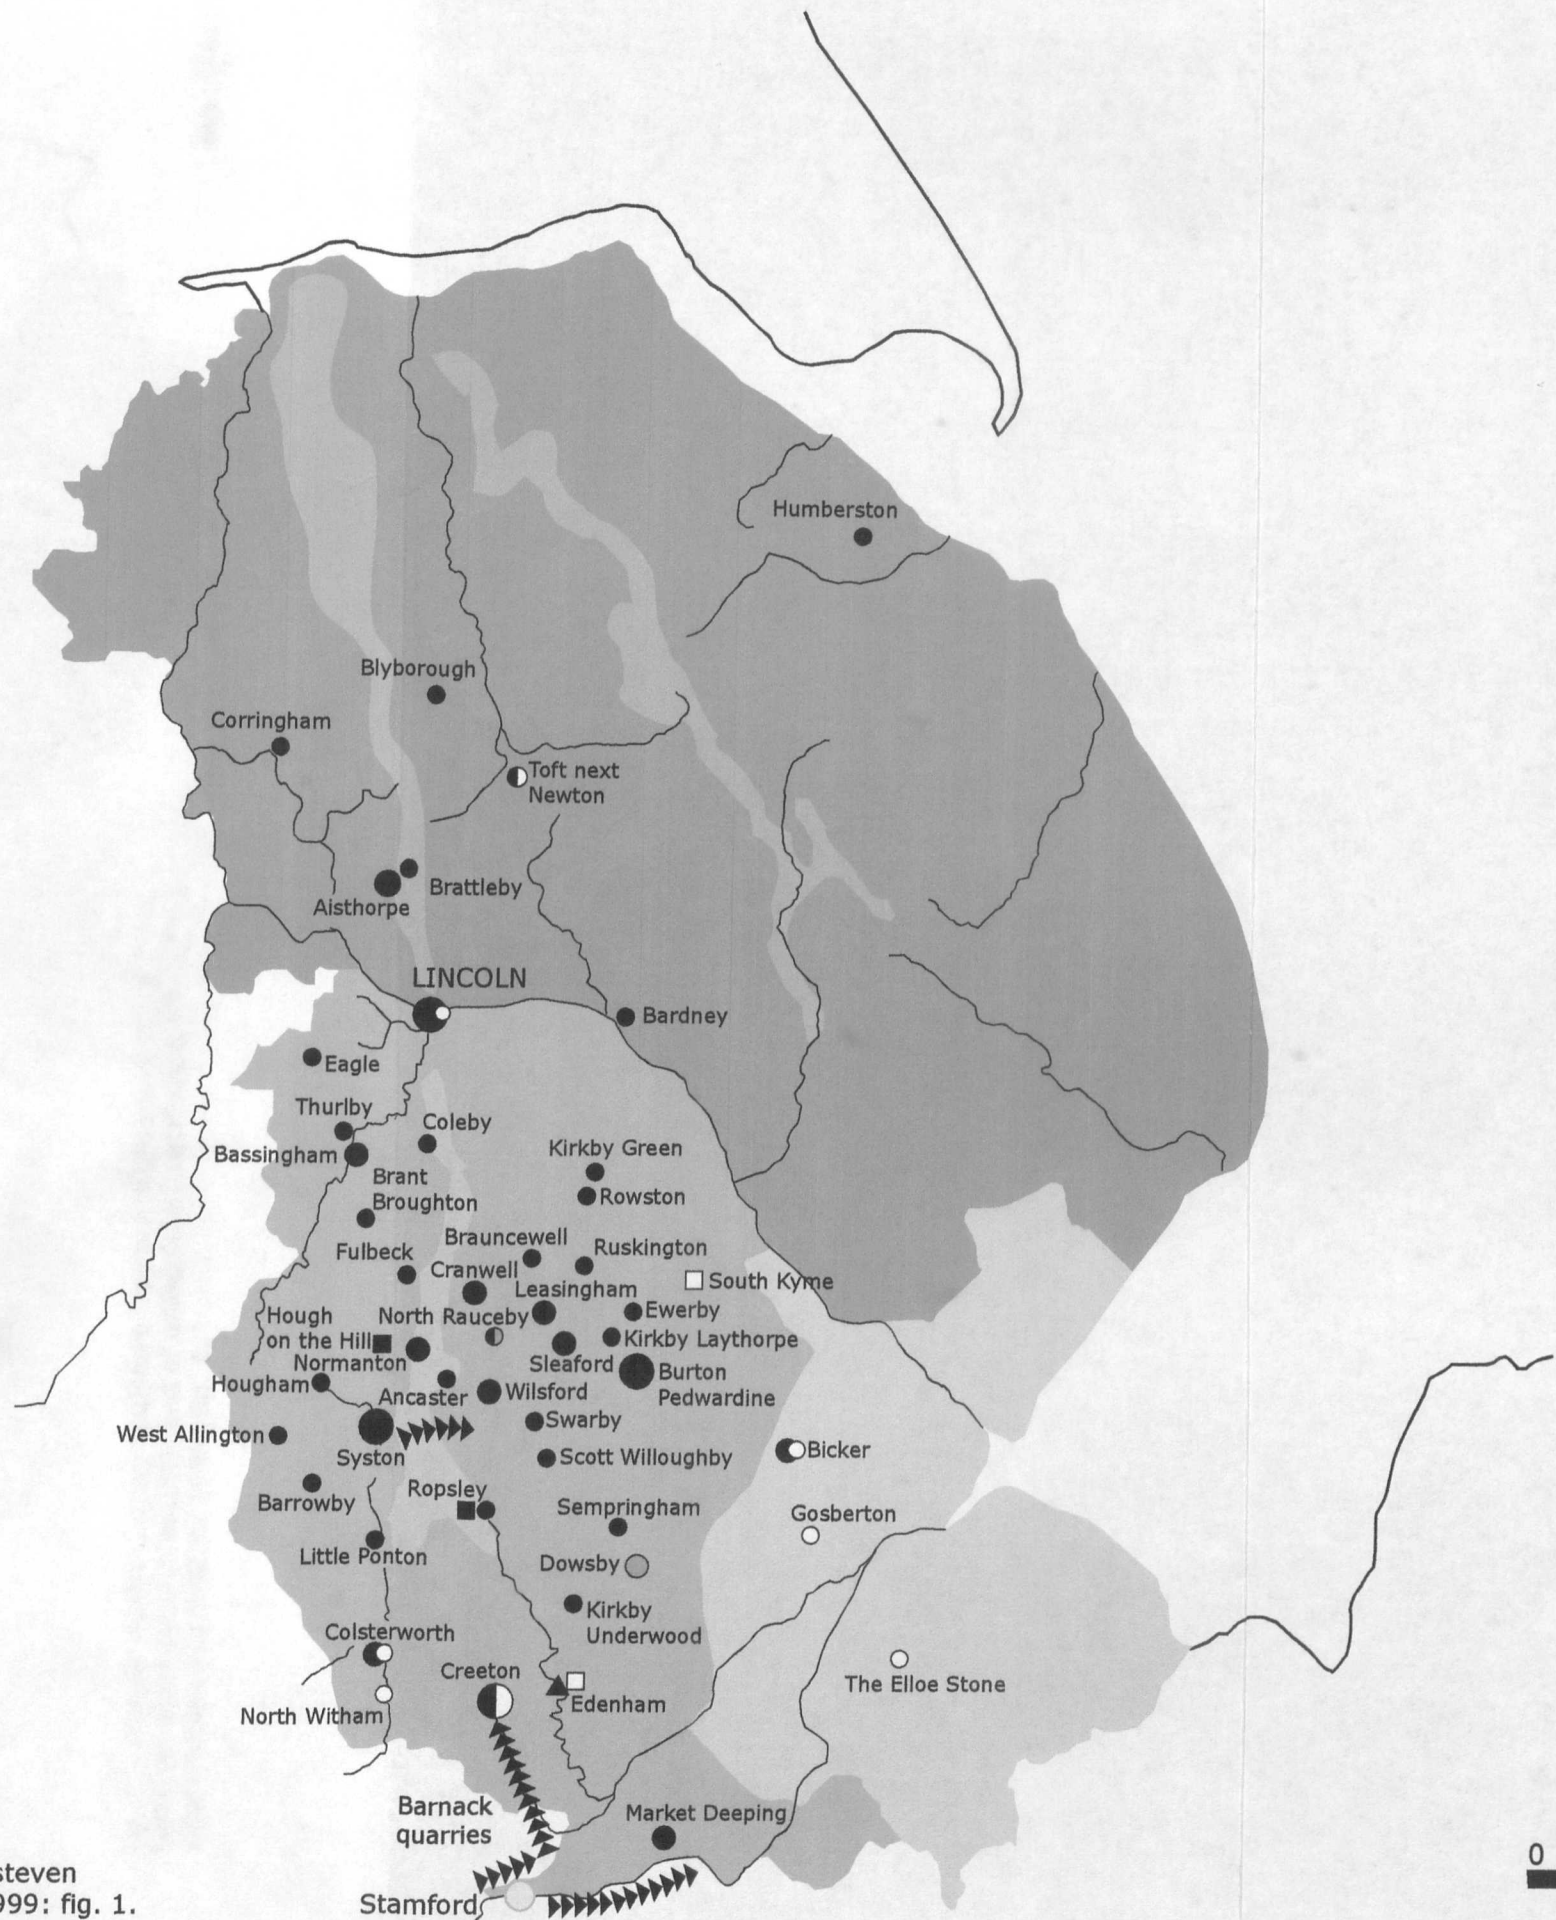 Humberston
Blyborough
Corringham
Toft next
Newton
Brattleby
Aisthorpe
LINCOLN
Bardney
Eagle
Thurlby
Coleby
Bassingham
Kirkby Green
Brant
Broughton
Rowston
Brauncewell
Fulbeck
Ruskington
Cranwell
South Kyme
Leasingham
Hough
on the Hill
North Rauceby
Ewerby
Kirkby Laythorpe
Normanton
Sleaford
Hougham
Burton
Pedwardine
Ancaster
Wilsford
Swarby
West Allington
Syston
Scott Willoughby
Bicker
Barrowby
Ropsley
Sempringham
Gosberton
Little Ponton
Dowsby
Kirkby
Underwood
Colsterworth
Creeton
The Elloe Stone
North Witham
Edenham
Barnack
quarries
Market Deeping
steven
999: fig. 1.
Stamford
0